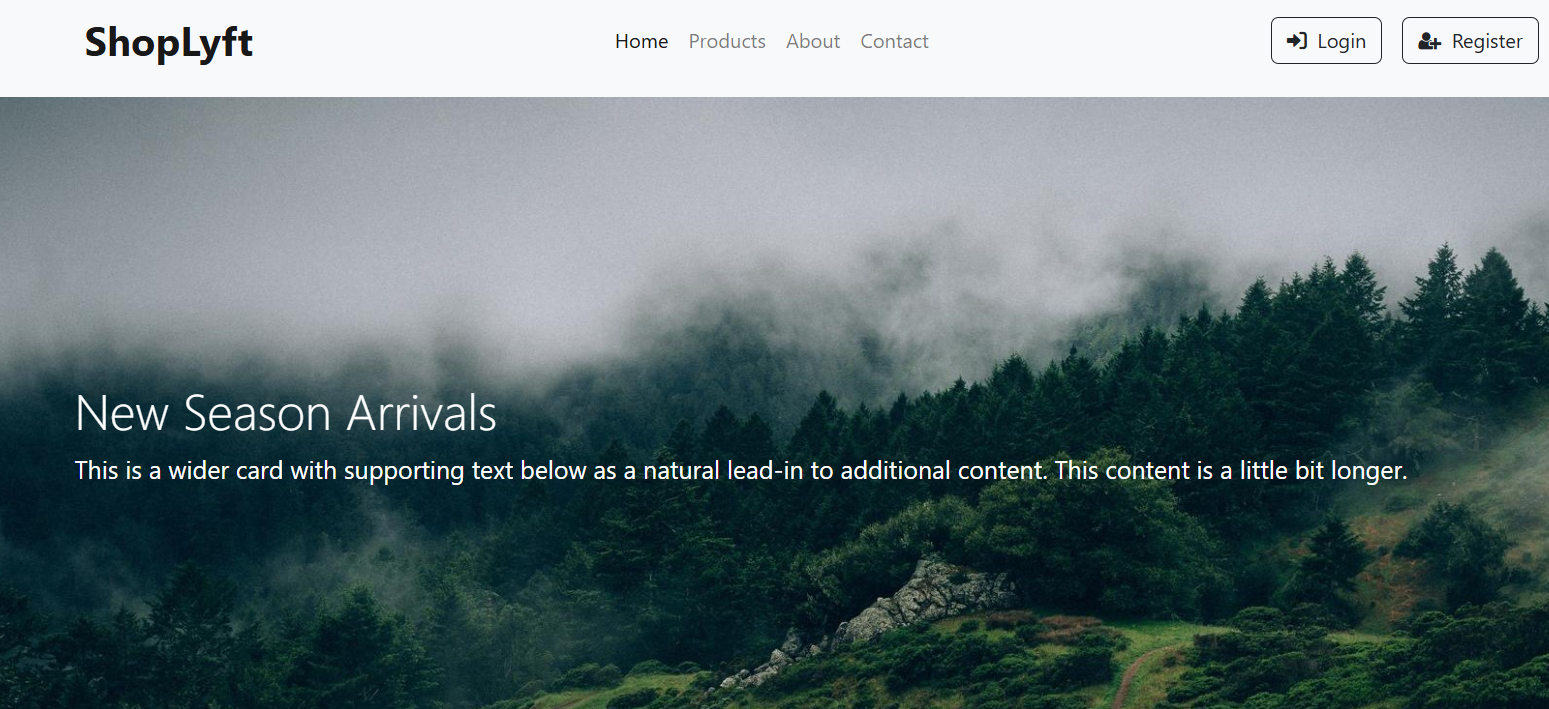 ShopLyft
Home Products About Contact
Login Register
New Season Arrivals
This is a wider card with supporting text below as a natural lead-in to additional content. This content is a little bit longer.